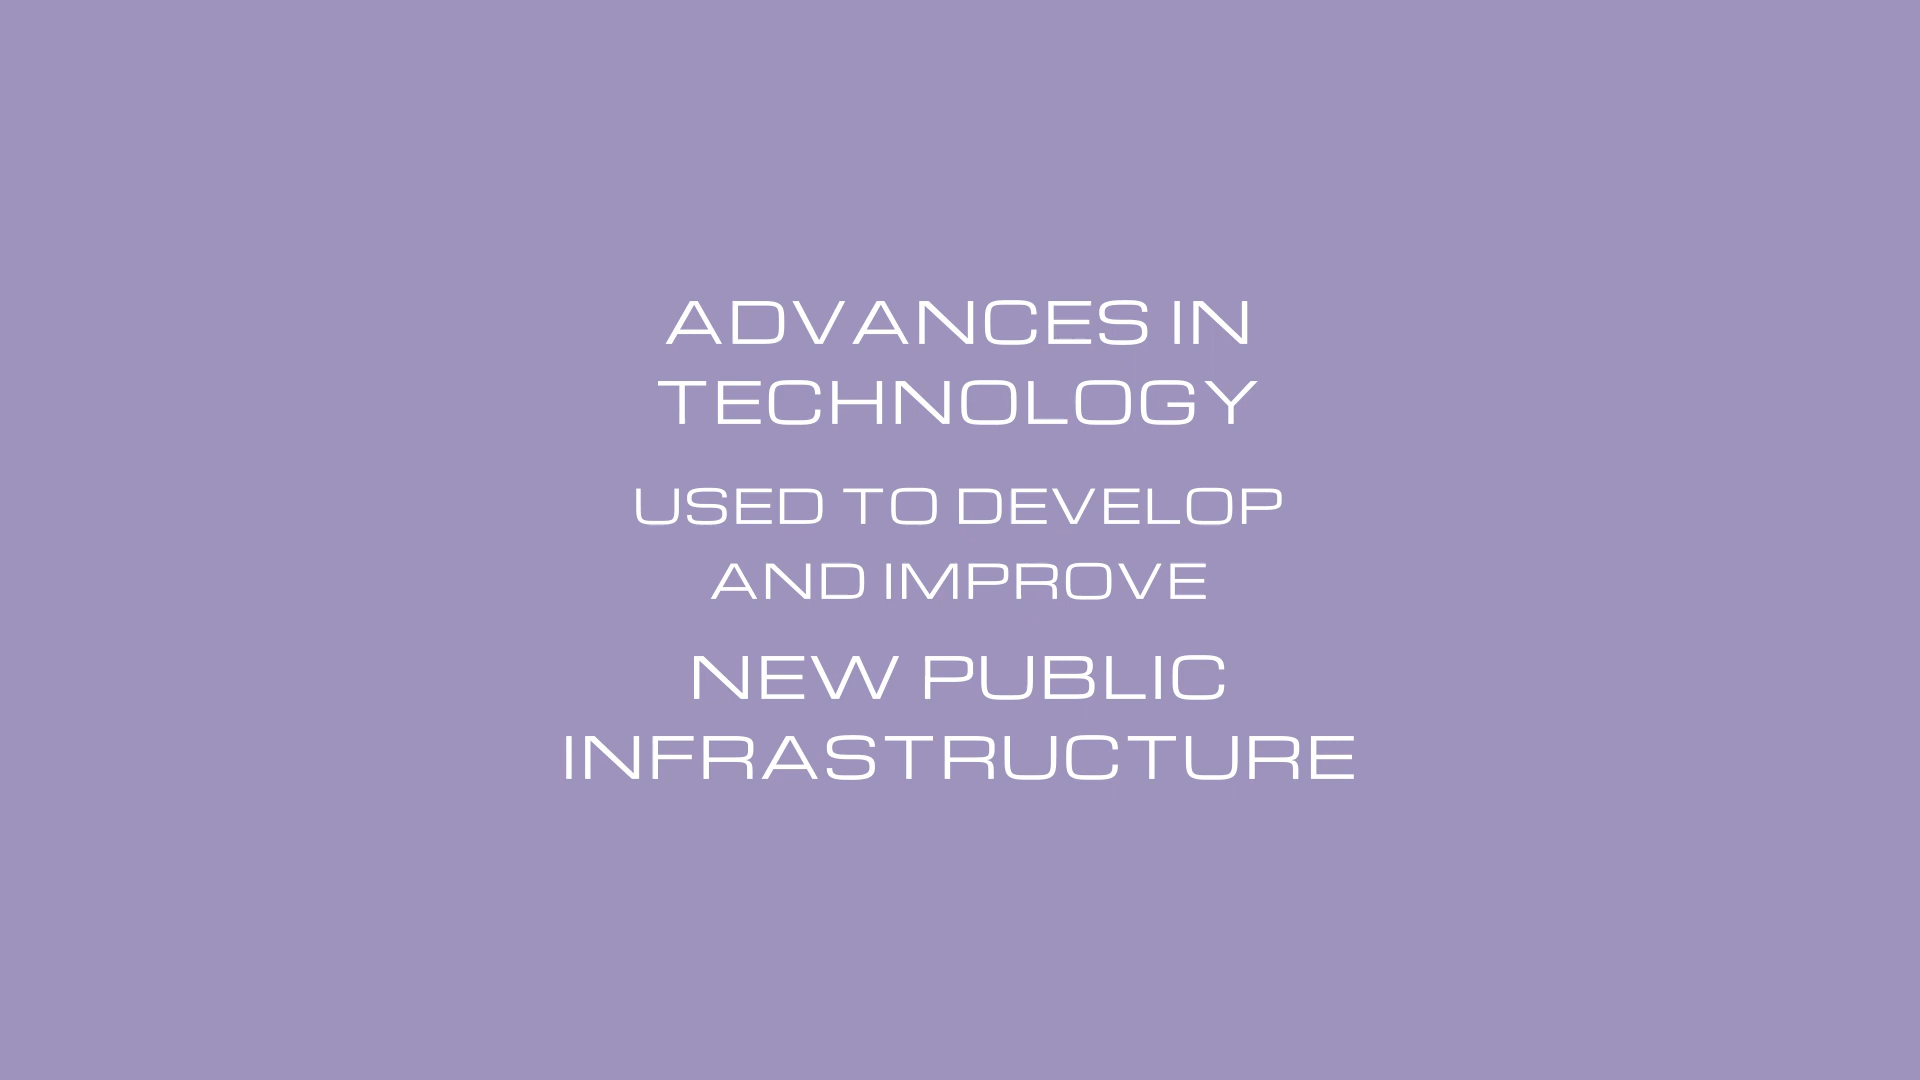 ADVANCES IN
TECHNOLOGY
USED TO DEVELOP
AND IMPROVE
NEW PUBLIC
INFRASTRUCTURE